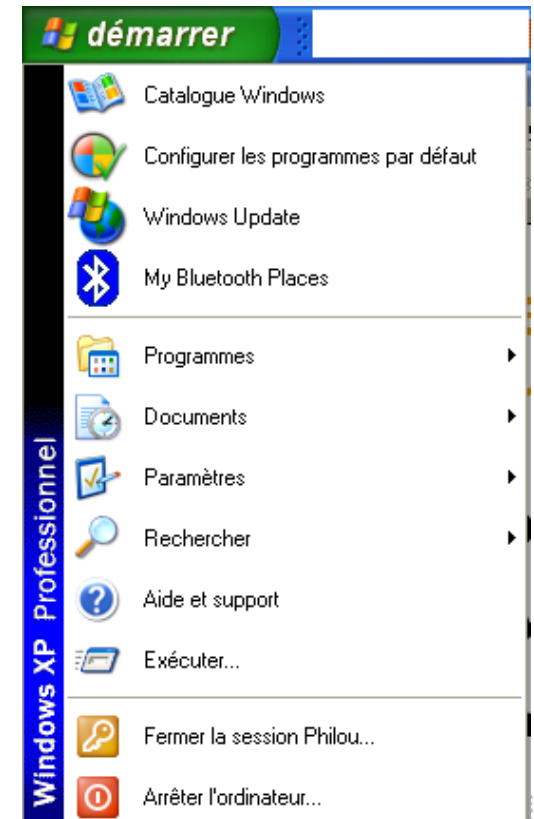 démarrer
Catalogue Windows
Configurer les programmes par défaut
Windows Update
My Bluetooth Places
Programmes
Documents
Paramètres
Rechercher
Aide et support
Exécuter...
Fermer la session Philou...
Arrêter l'ordinateur...
Windows XP Professionnel